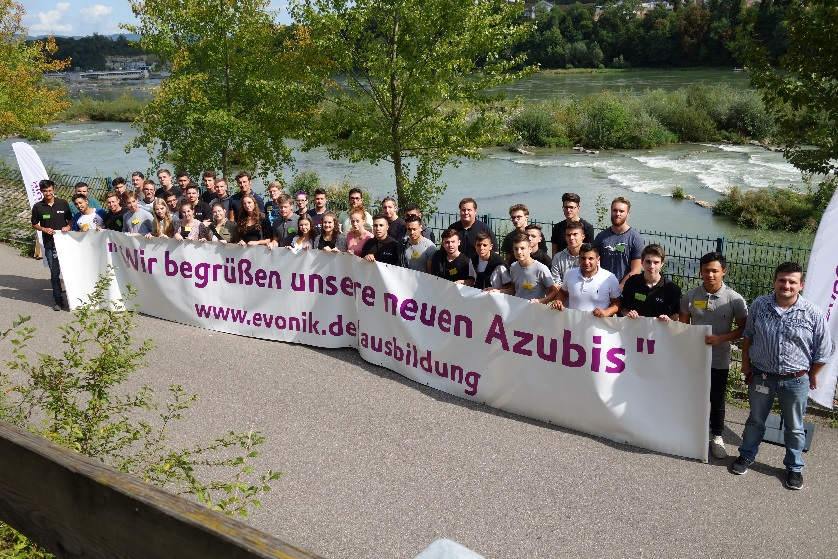 "Wir begrüßen unsere neuen Azubis"
www.evonik.de/ausbildung